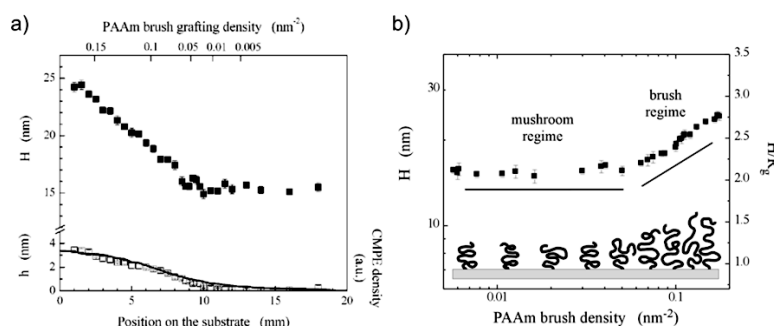 a)
PAAm brush grafting density (nm⁻²)
0.15 0.1 0.05 0.01 0.005
25
20
15
H (nm)
4
3
2
1
0
h (nm)
CMPE density
(a.u.)
0 5 10 15 20
Position on the substrate (mm)
b)
30
10
H (nm)
3.5
3.0
2.5
2.0
1.5
1.0
H/Rg
brush
regime
mushroom
regime
0.01 0.1
PAAm brush density (nm⁻²)